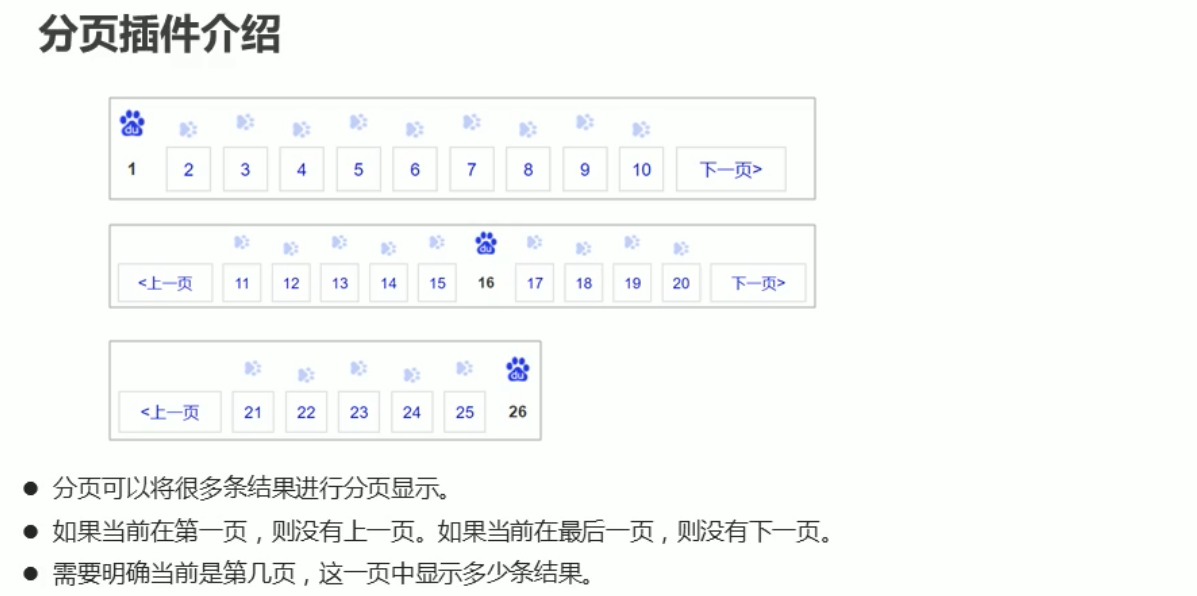 分页插件介绍
du
1 2 3 4 5 6 7 8 9 10 下一页>
du
<上一页 11 12 13 14 15 16 17 18 19 20 下一页>
du
<上一页 21 22 23 24 25 26
● 分页可以将很多条结果进行分页显示。
● 如果当前在第一页，则没有上一页。如果当前在最后一页，则没有下一页。
● 需要明确当前是第几页，这一页中显示多少条结果。